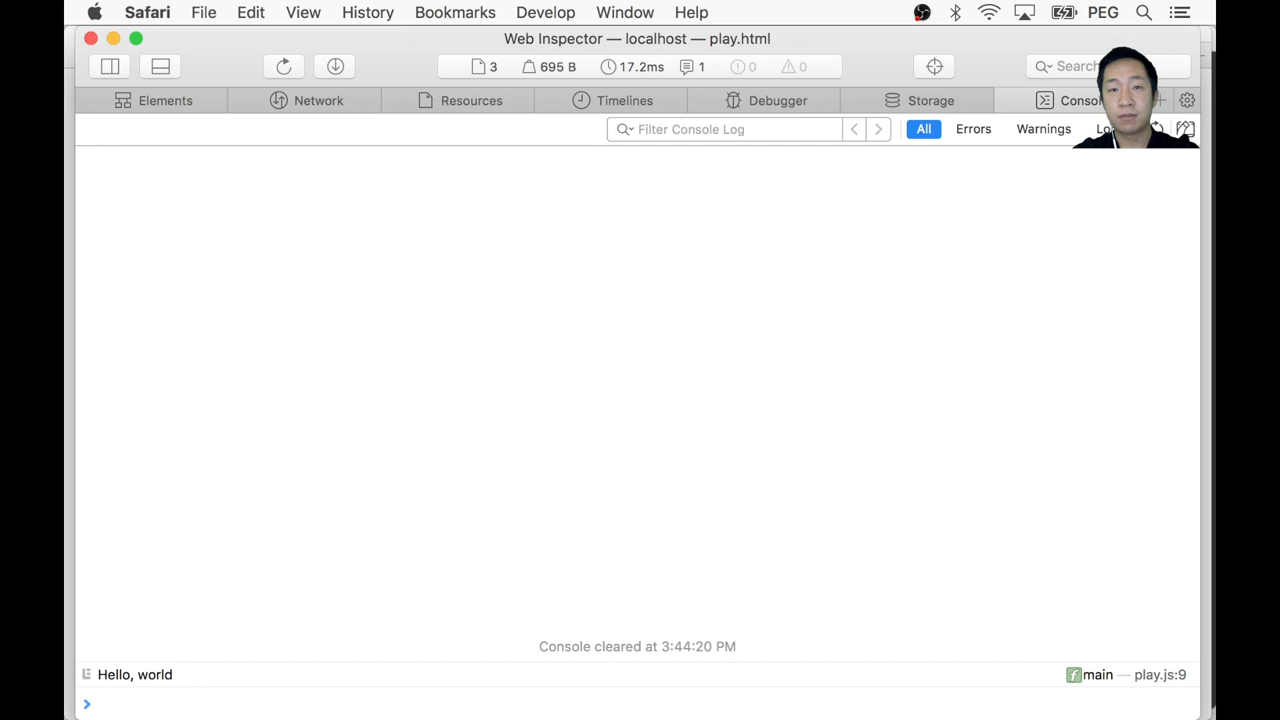 Safari File Edit View History Bookmarks Develop Window Help PEG
Web Inspector — localhost — play.html
3 695 B 17.2ms 1 0 0 Search
Elements Network Resources Timelines Debugger Storage
Filter Console Log All Errors Warnings
Console cleared at 3:44:20 PM
Hello, world f main — play.js:9